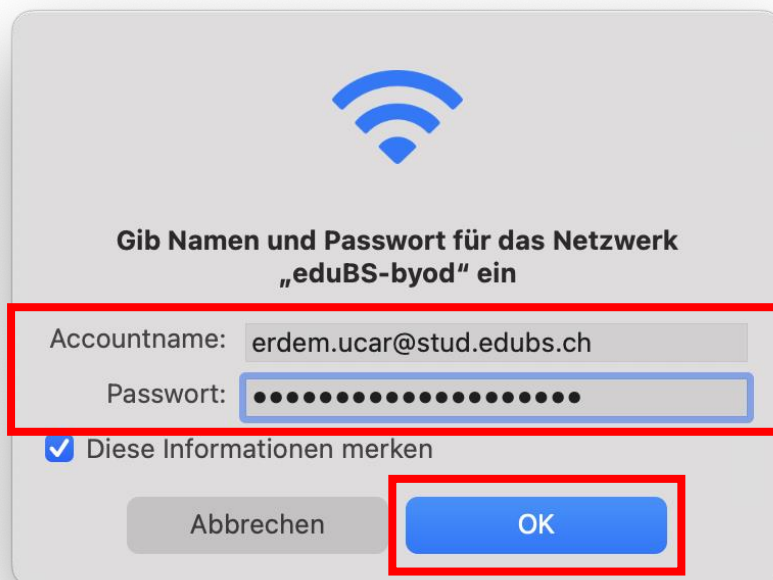 Gib Namen und Passwort für das Netzwerk
„eduBS-byod“ ein
Accountname: erdem.ucar@stud.edubs.ch
Passwort: ••••••••••••••••••••
Diese Informationen merken
Abbrechen OK